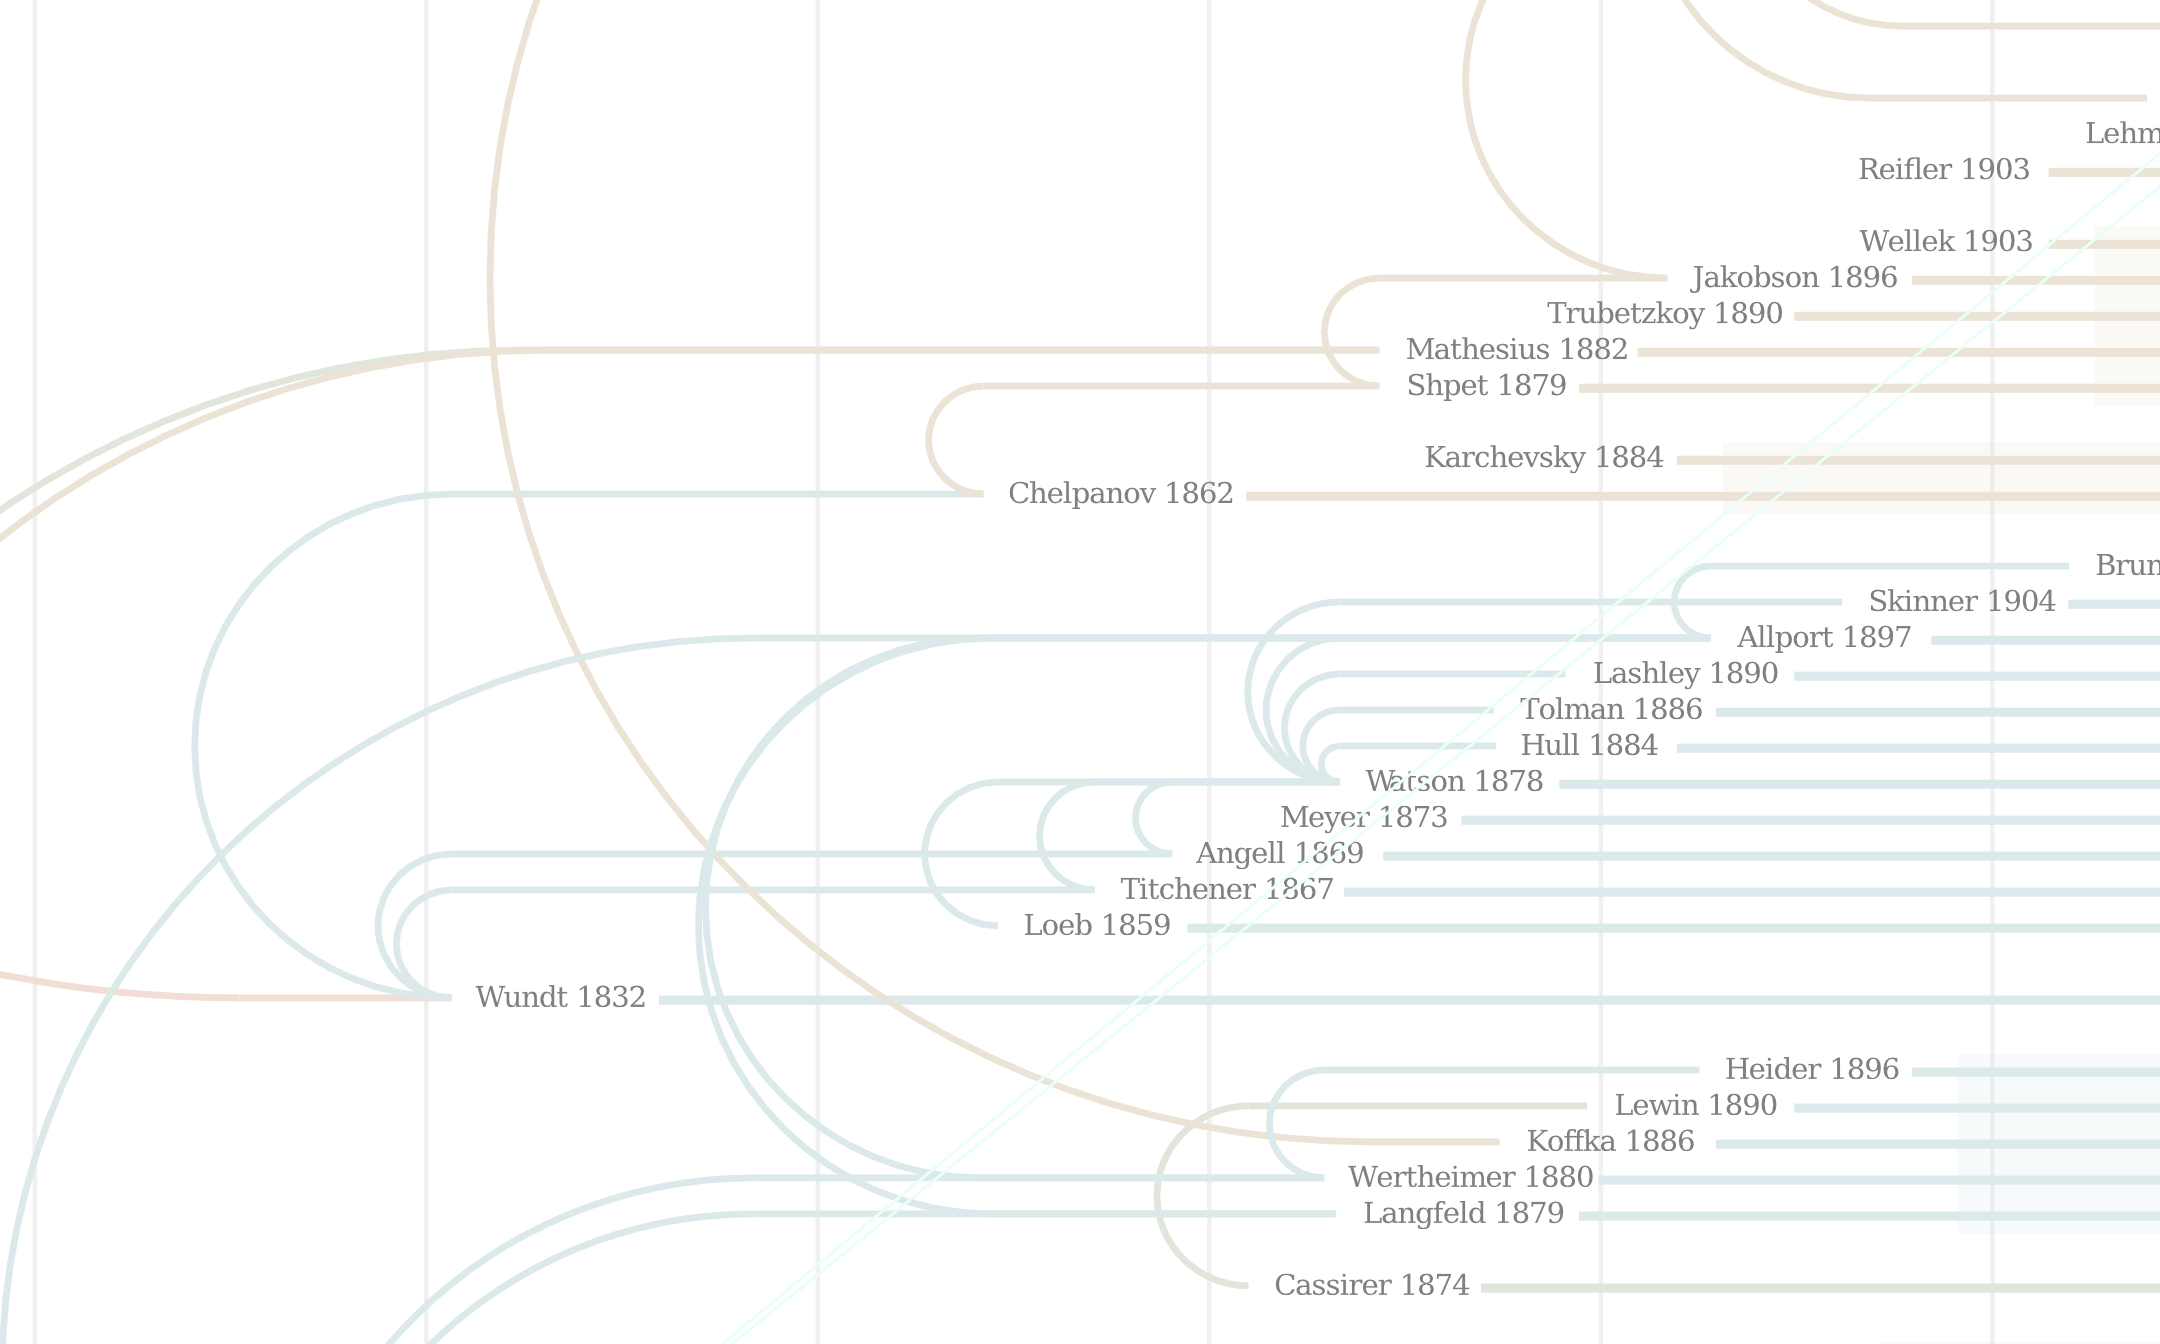 Lehm
Reifler 1903
Wellek 1903
Jakobson 1896
Trubetzkoy 1890
Mathesius 1882
Shpet 1879
Karchevsky 1884
Chelpanov 1862
Brun
Skinner 1904
Allport 1897
Lashley 1890
Tolman 1886
Hull 1884
Watson 1878
Meyer 1873
Angell 1869
Titchener 1867
Loeb 1859
Wundt 1832
Heider 1896
Lewin 1890
Koffka 1886
Wertheimer 1880
Langfeld 1879
Cassirer 1874